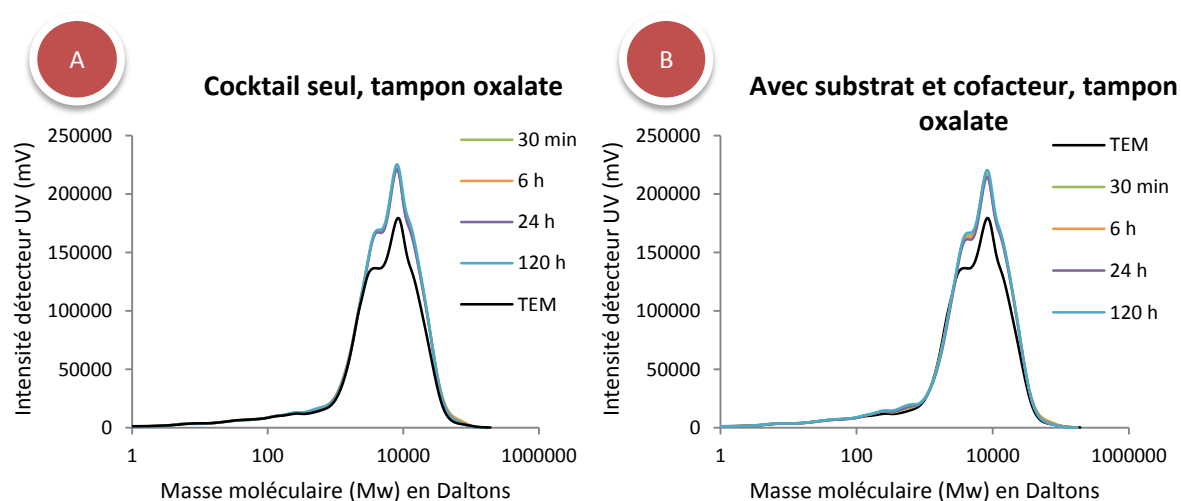 A
Cocktail seul, tampon oxalate
Intensité détecteur UV (mV)
250000
200000
150000
100000
50000
0
1
100
10000
1000000
Masse moléculaire (Mw) en Daltons
30 min
6 h
24 h
120 h
TEM
B
Avec substrat et cofacteur, tampon
oxalate
Intensité détecteur UV (mV)
250000
200000
150000
100000
50000
0
1
100
10000
1000000
Masse moléculaire (Mw) en Daltons
TEM
30 min
6 h
24 h
120 h